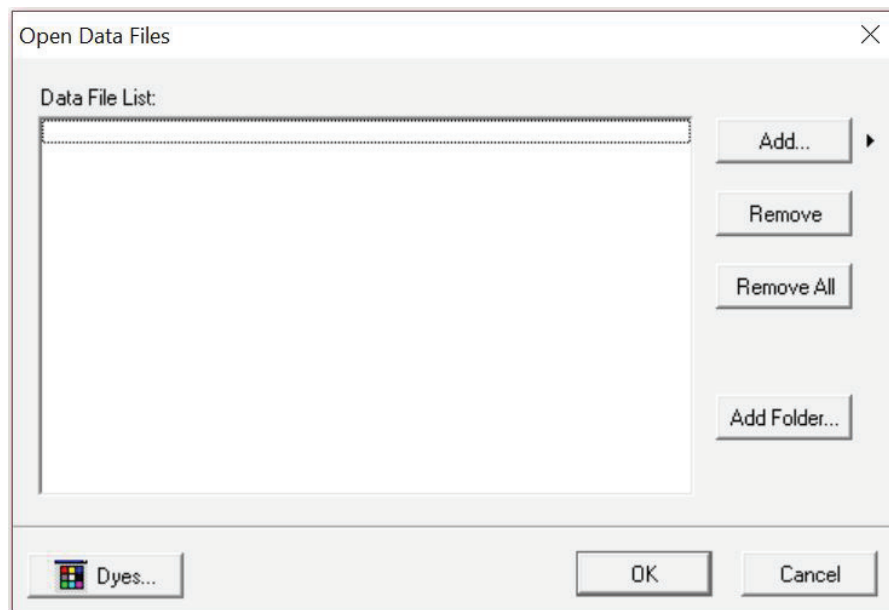 Open Data Files
Data File List:
Add...
Remove
Remove All
Add Folder...
Dyes...
OK
Cancel